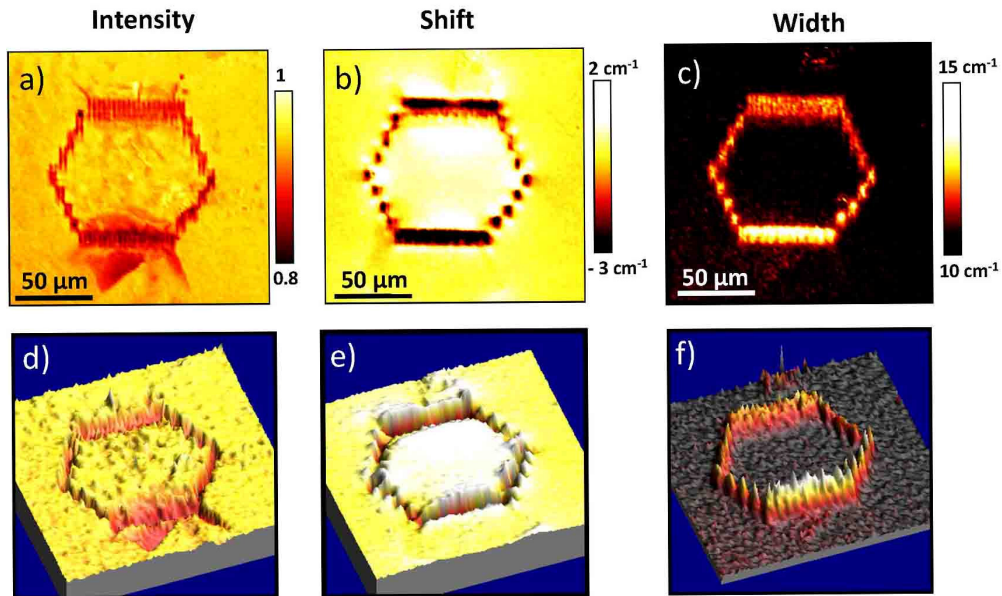 Intensity
Shift
Width
a)
1
0.8
50 µm
b)
2 cm⁻¹
- 3 cm⁻¹
50 µm
c)
15 cm⁻¹
10 cm⁻¹
50 µm
d)
e)
f)